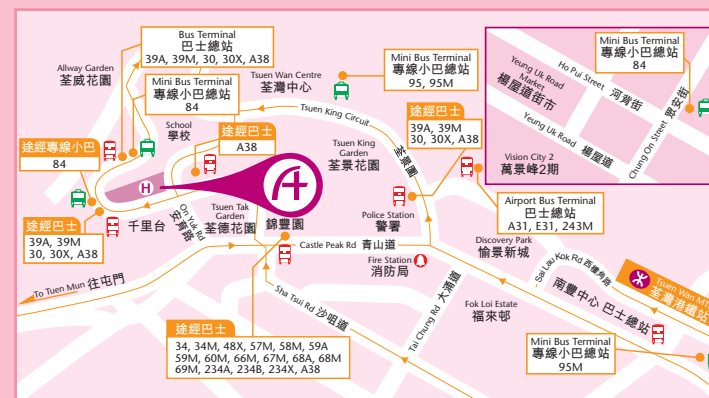 Bus Terminal
巴士總站
39A, 39M, 30, 30X, A38
Allway Garden
荃威花園
Mini Bus Terminal
專線小巴總站
84
Tsuen Wan Centre
荃灣中心
Mini Bus Terminal
專線小巴總站
95, 95M
Yeung Uk Road
Market
楊屋道街市
Ho Pui Street 河背街
Mini Bus Terminal
專線小巴總站
84
Yeung Uk Road 楊屋道
Chung On Street 眾安街
Vision City 2
萬景峰2期
School
學校
途經巴士
A38
Tsuen King Circuit
途經巴士
39A, 39M
30, 30X, A38
Tsuen King
Garden
荃景花園
荃景圍
途經專線小巴
84
H
途經巴士
39A, 39M
30, 30X, A38
千里台
On Yuk Rd
安育路
Tsuen Tak
Garden
荃德花園
錦豐園
Police Station
警署
Airport Bus Terminal
巴士總站
A31, E31, 243M
Castle Peak Rd 青山道
Discovery Park
愉景新城
Fire Station
消防局
Sai Lau Kok Rd 西樓角路
Tsuen Wan MT
荃灣港鐵站
南豐中心 巴士總站
To Tuen Mun 往屯門
Sha Tsui Rd 沙咀道
Tai Chung Rd 大涌道
Fok Loi Estate
福來邨
途經巴士
34, 34M, 48X, 57M, 58M, 59A
59M, 60M, 66M, 67M, 68A, 68M
69M, 234A, 234B, 234X, A38
Mini Bus Terminal
專線小巴總站
95M